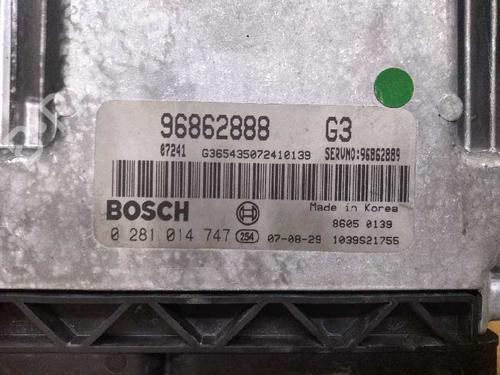 96862888 G3
07241 G365435072410139 SERVNO:96862889
BOSCH Made in Korea
8605 0139
0 281 014 747 254 07-08-29 1039S21755